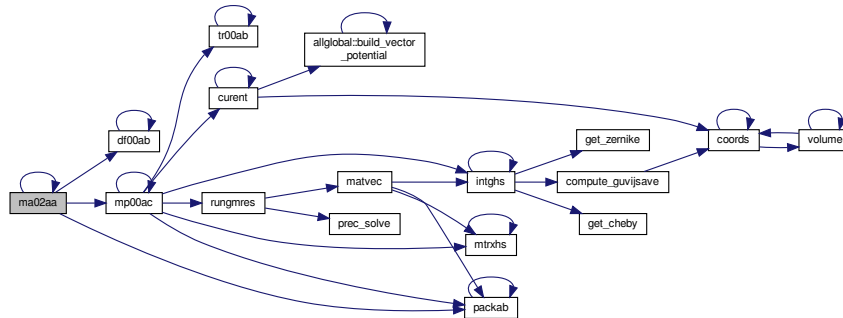 tr00ab
allglobal::build_vector
_potential
curent
df00ab
get_zernike
coords
volume
matvec
intghs
compute_guvijsave
ma02aa
mp00ac
rungmres
prec_solve
get_cheby
mtrxhs
packab